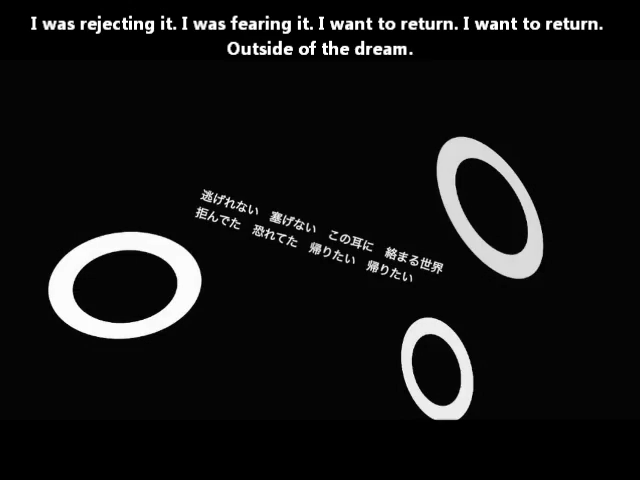 I was rejecting it. I was fearing it. I want to return. I want to return.
Outside of the dream.
逃げれない　塞げない　この耳に　絡まる世界
拒んでた　恐れてた　帰りたい　帰りたい